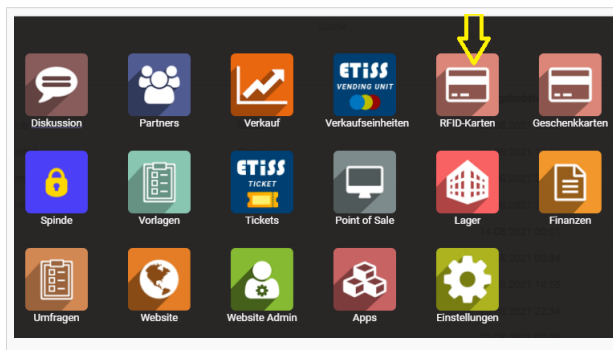 ETISS
VENDING UNIT
Diskussion
Partners
Verkauf
Verkaufseinheiten
RFID-Karten
Geschenkkarten
ETISS
TICKET
Spinde
Vorlagen
Tickets
Point of Sale
Lager
Finanzen
Umfragen
Website
Website Admin
Apps
Einstellungen